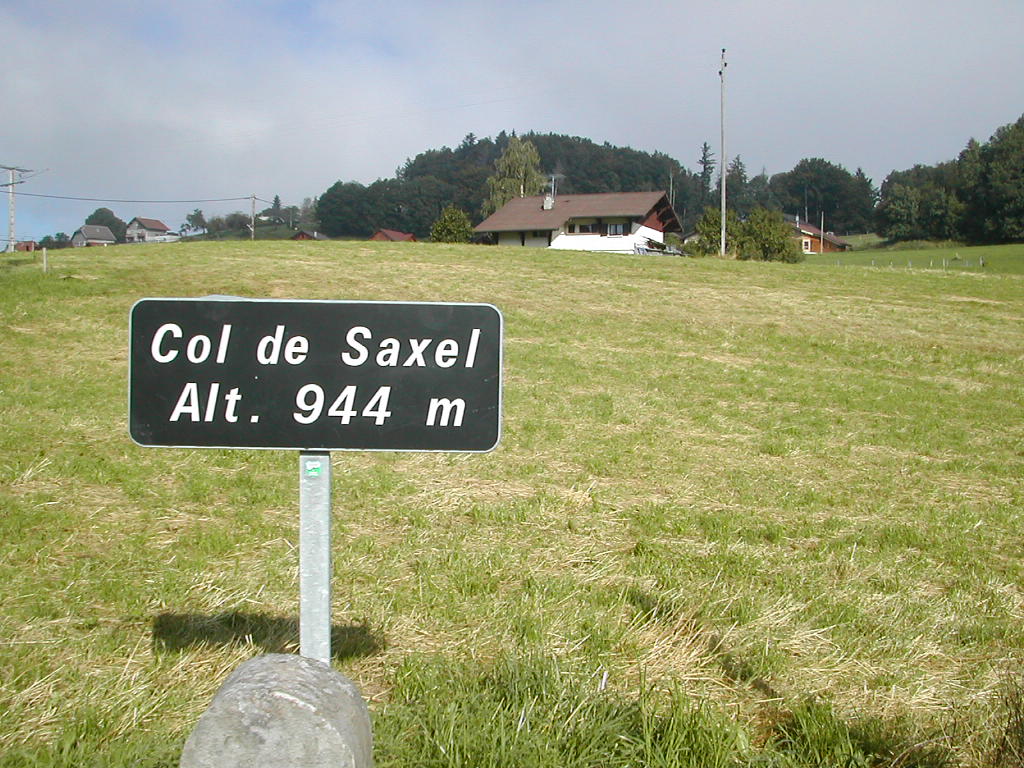 Col de Saxel
Alt. 944 m